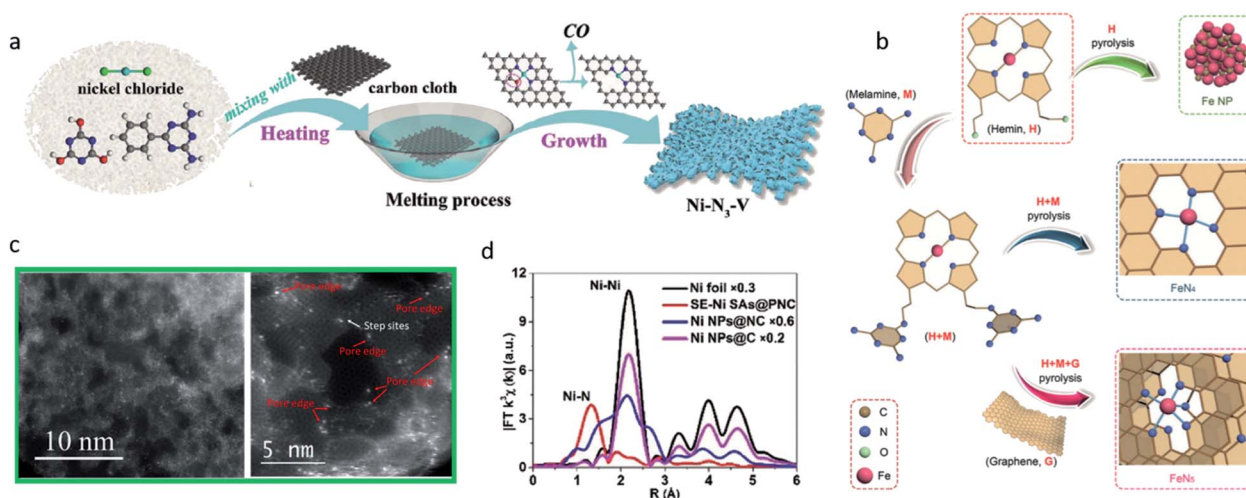 a
nickel chloride
mixing with
carbon cloth
Heating
Melting process
CO
Growth
Ni-N₃-V
b
(Melamine, M)
(Hemin, H)
H
pyrolysis
Fe NP
H+M
pyrolysis
FeN₄
(H+M)
H+M+G
pyrolysis
(Graphene, G)
FeN₅
C
N
O
Fe
c
10 nm
Pore edge
Pore edge
Step sites
Pore edge
Pore edge
Pore edge
5 nm
d
|FT k³χ (k)| (a.u.)
12
9
6
3
0
Ni-Ni
Ni-N
Ni foil ×0.3
SE-Ni SAs@PNC
Ni NPs@NC ×0.6
Ni NPs@C ×0.2
0 1 2 3 4 5 6
R (Å)